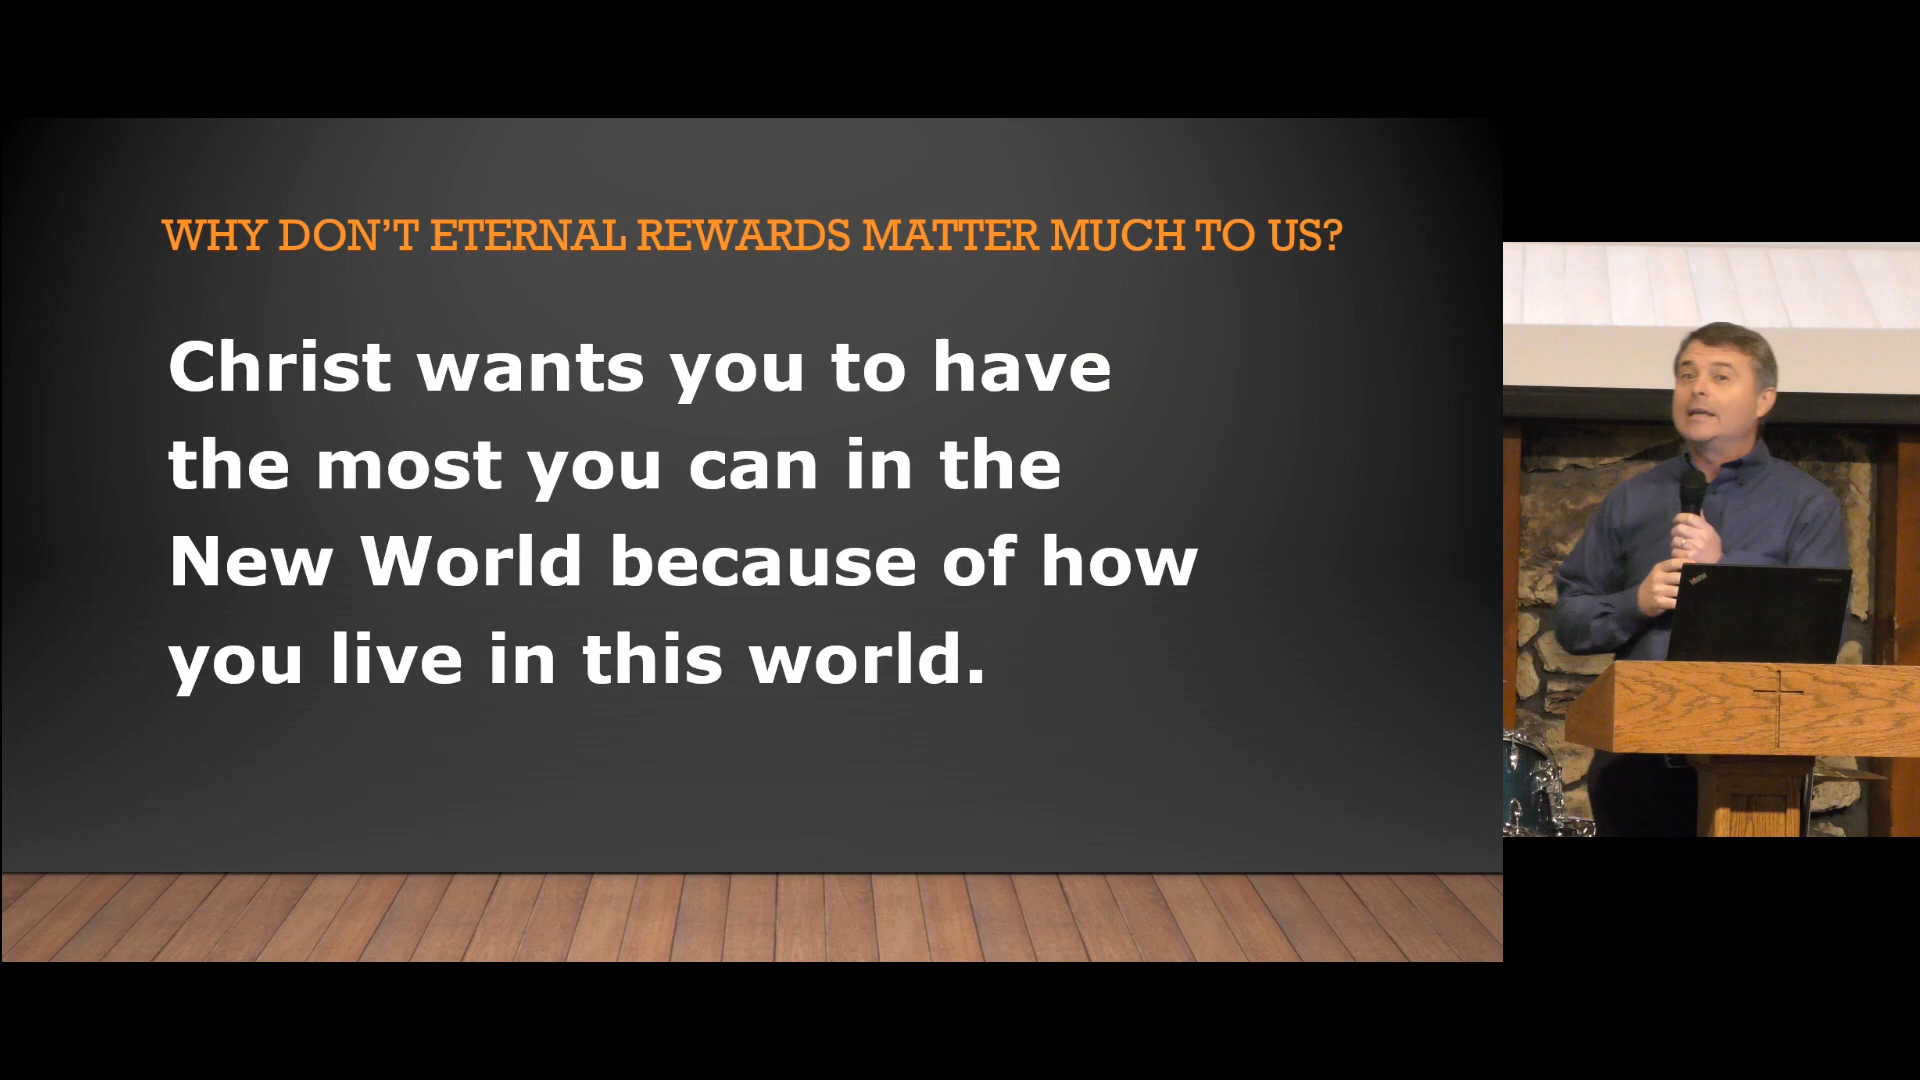 WHY DON'T ETERNAL REWARDS MATTER MUCH TO US?
Christ wants you to have
the most you can in the
New World because of how
you live in this world.